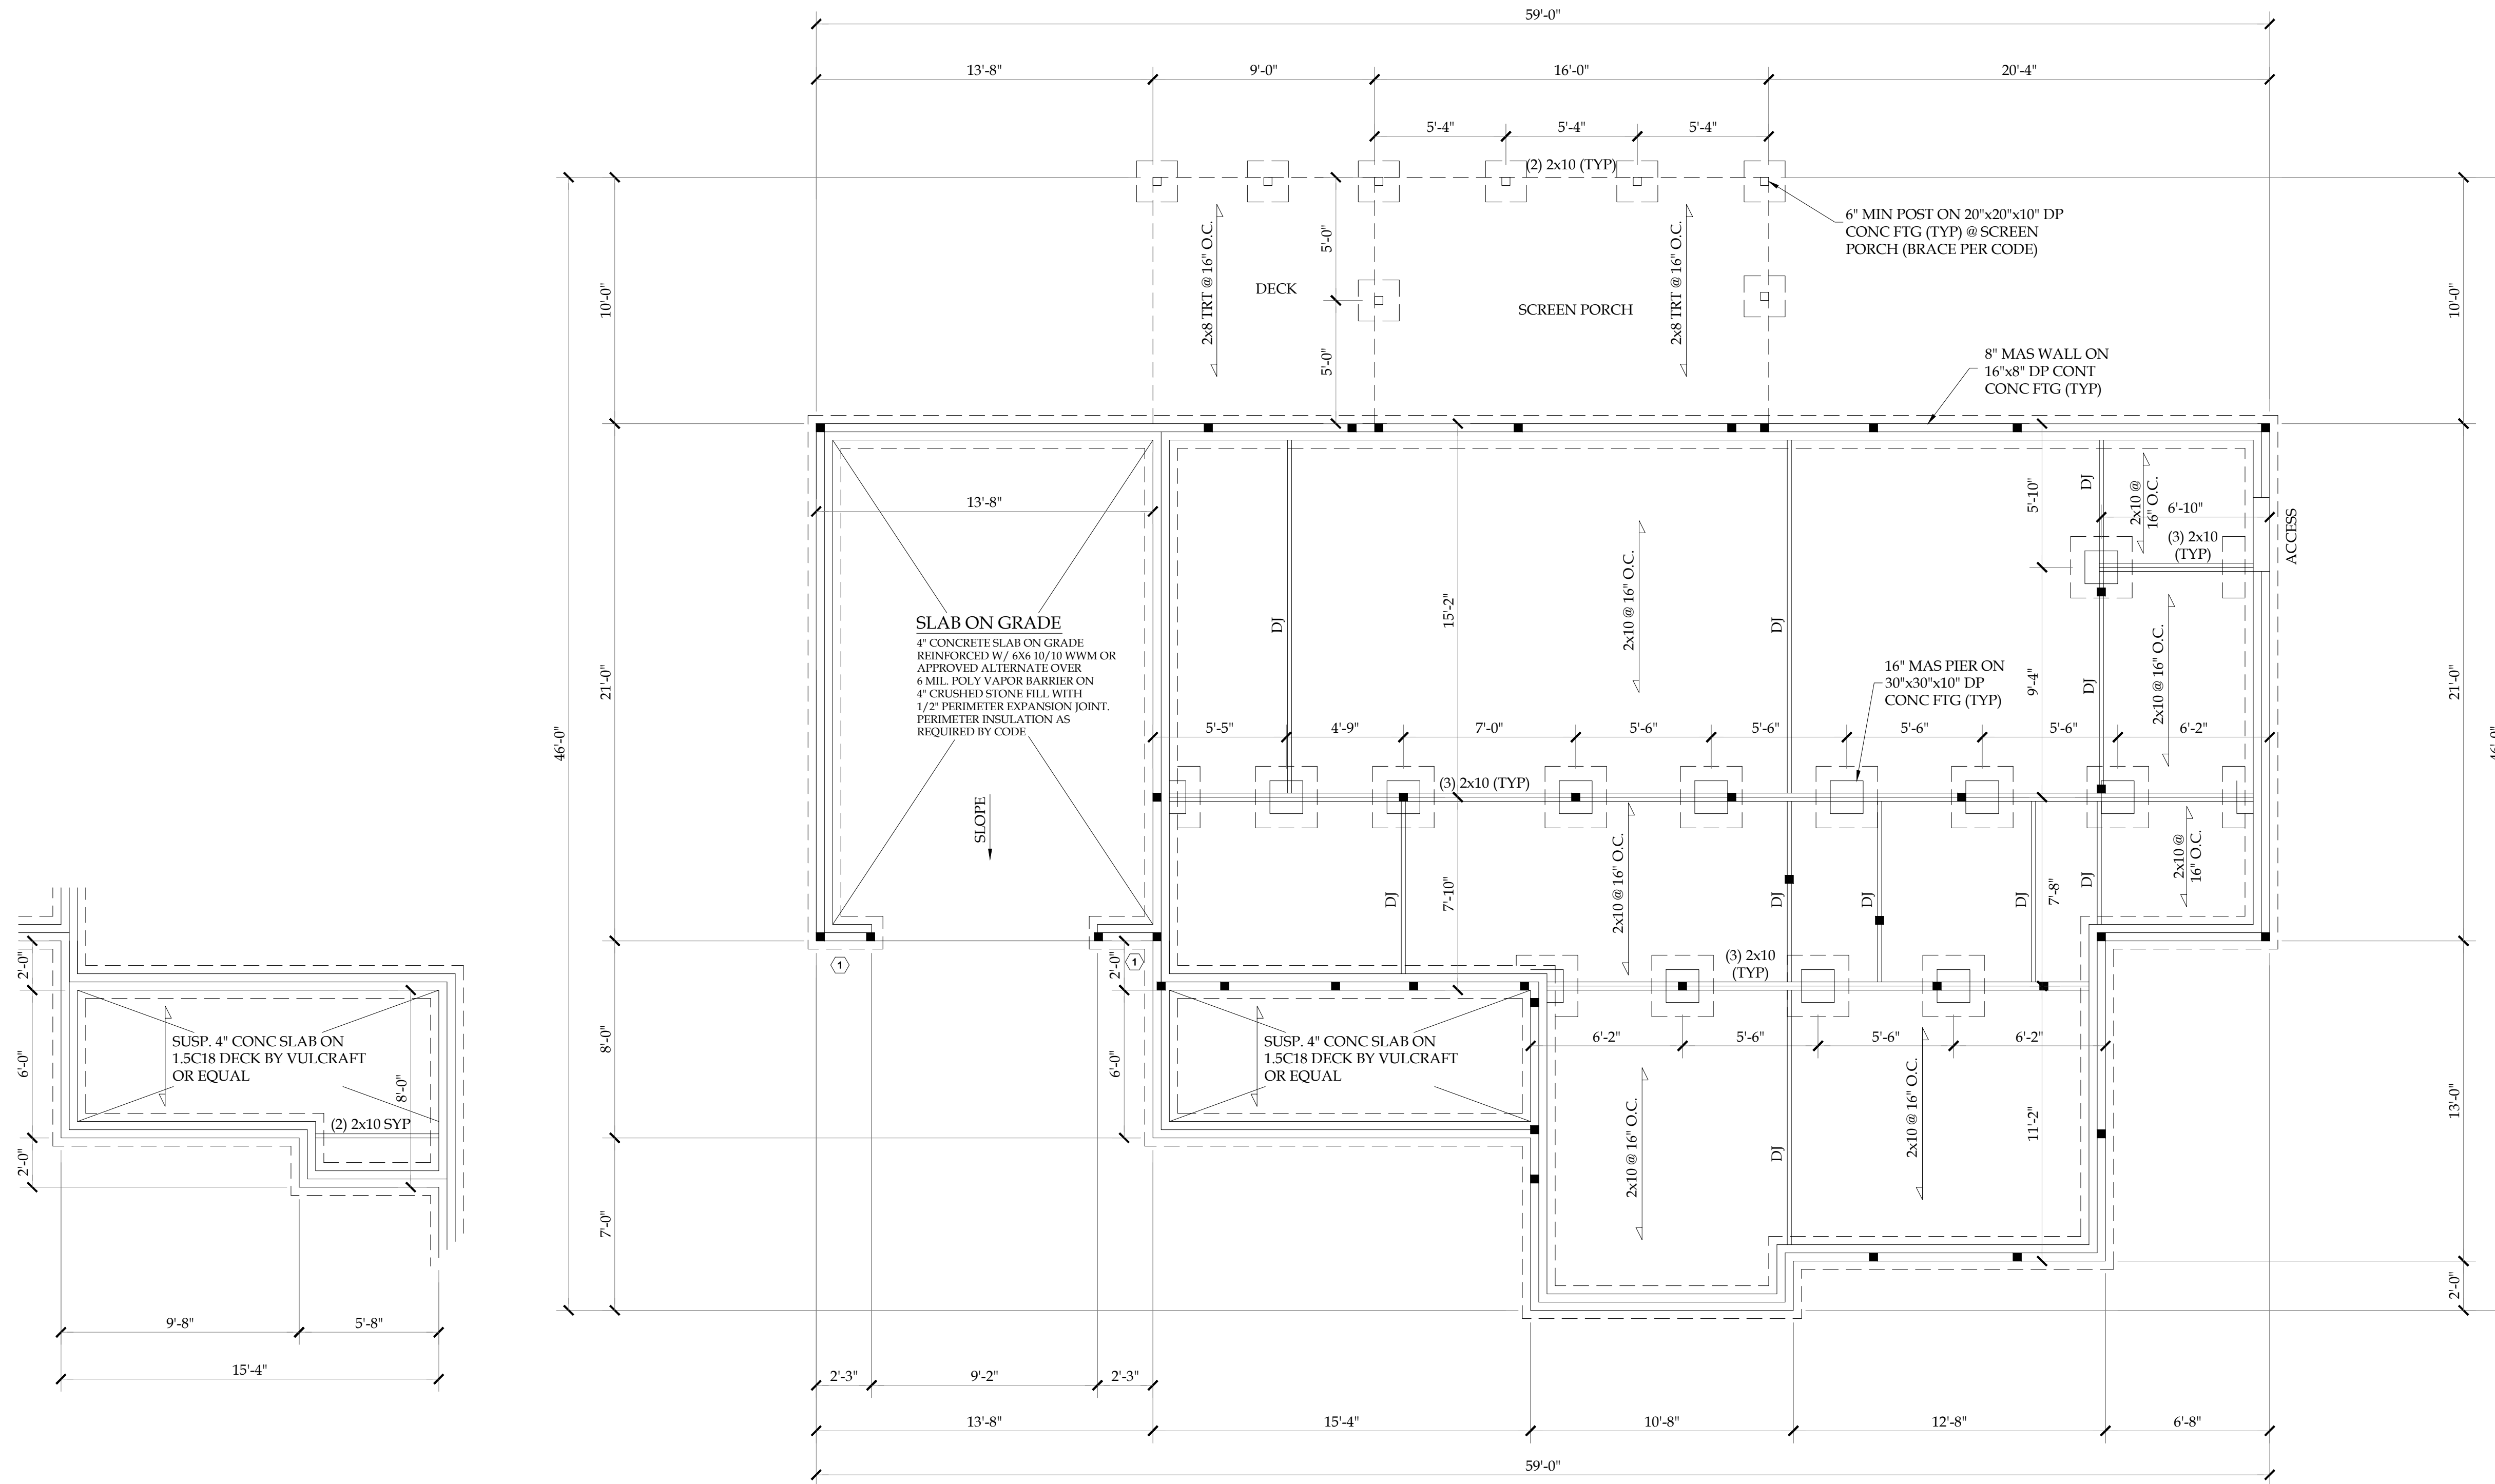 59'-0"
13'-8"
9'-0"
16'-0"
20'-4"
5'-4"
5'-4"
5'-4"
(2) 2x10 (TYP)
6" MIN POST ON 20"x20"x10" DP
CONC FTG (TYP) @ SCREEN
PORCH (BRACE PER CODE)
2x8 TRT @ 16" O.C.
5'-0"
2x8 TRT @ 16" O.C.
DECK
SCREEN PORCH
10'-0"
10'-0"
5'-0"
8" MAS WALL ON
16"x8" DP CONT
CONC FTG (TYP)
13'-8"
DJ
5'-10"
2x10 @
16" O.C.
6'-10"
(3) 2x10
(TYP)
ACCESS
SLAB ON GRADE
4" CONCRETE SLAB ON GRADE
REINFORCED W/ 6X6 10/10 WWM OR
APPROVED ALTERNATE OVER
6 MIL. POLY VAPOR BARRIER ON
4" CRUSHED STONE FILL WITH
1/2" PERIMETER EXPANSION JOINT.
PERIMETER INSULATION AS
REQUIRED BY CODE
DJ
15'-2"
2x10 @ 16" O.C.
DJ
16" MAS PIER ON
30"x30"x10" DP
CONC FTG (TYP)
9'-4"
DJ
2x10 @ 16" O.C.
21'-0"
21'-0"
46'-0"
46'-0"
5'-5"
4'-9"
7'-0"
5'-6"
5'-6"
5'-6"
5'-6"
6'-2"
(3) 2x10 (TYP)
SLOPE
DJ
7'-10"
2x10 @ 16" O.C.
DJ
DJ
DJ
7'-8"
DJ
2x10 @
16" O.C.
1
1
2'-0"
2'-0"
(3) 2x10
(TYP)
SUSP. 4" CONC SLAB ON
1.5C18 DECK BY VULCRAFT
OR EQUAL
6'-0"
8'-0"
(2) 2x10 SYP
2'-0"
8'-0"
6'-0"
SUSP. 4" CONC SLAB ON
1.5C18 DECK BY VULCRAFT
OR EQUAL
6'-2"
5'-6"
5'-6"
6'-2"
2x10 @ 16" O.C.
DJ
2x10 @ 16" O.C.
11'-2"
13'-0"
7'-0"
2'-0"
9'-8"
5'-8"
15'-4"
2'-3"
9'-2"
2'-3"
13'-8"
15'-4"
10'-8"
12'-8"
6'-8"
59'-0"